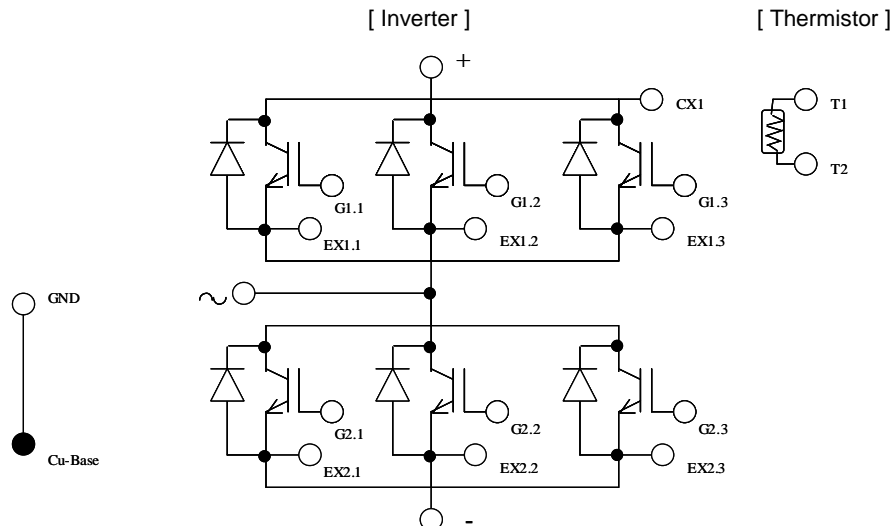 [ Inverter ]
[ Thermistor ]
+
CX1
T1
T2
G1.1
G1.2
G1.3
EX1.1
EX1.2
EX1.3
GND
~
G2.1
G2.2
G2.3
Cu-Base
EX2.1
EX2.2
EX2.3
-